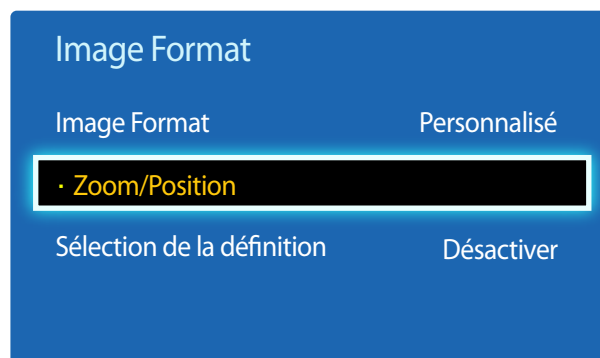 Image Format
Image Format Personnalisé
· Zoom/Position
Sélection de la définition Désactiver